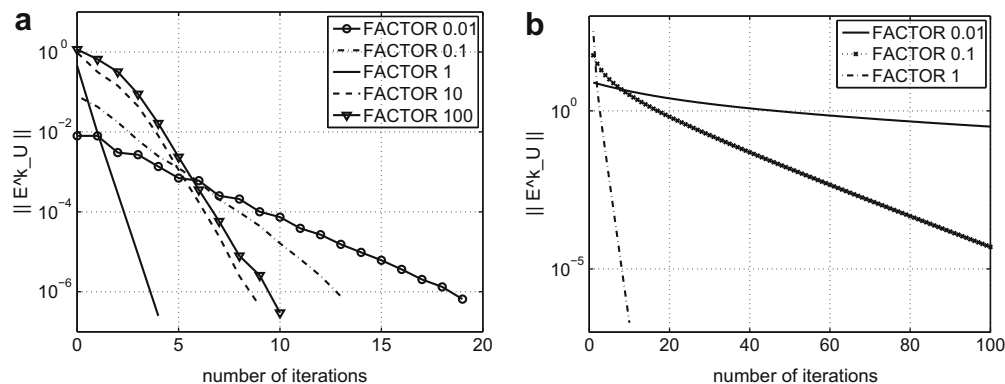 a
|| E^k_U ||
10^0
10^-2
10^-4
10^-6
FACTOR 0.01
FACTOR 0.1
FACTOR 1
FACTOR 10
FACTOR 100
0 5 10 15 20
number of iterations
b
|| E^k_U ||
10^0
10^-5
FACTOR 0.01
FACTOR 0.1
FACTOR 1
0 20 40 60 80 100
number of iterations